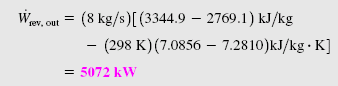 Ẇrev, out = (8 kg/s)[(3344.9 − 2769.1) kJ/kg
− (298 K)(7.0856 − 7.2810)kJ/kg · K]
= 5072 kW